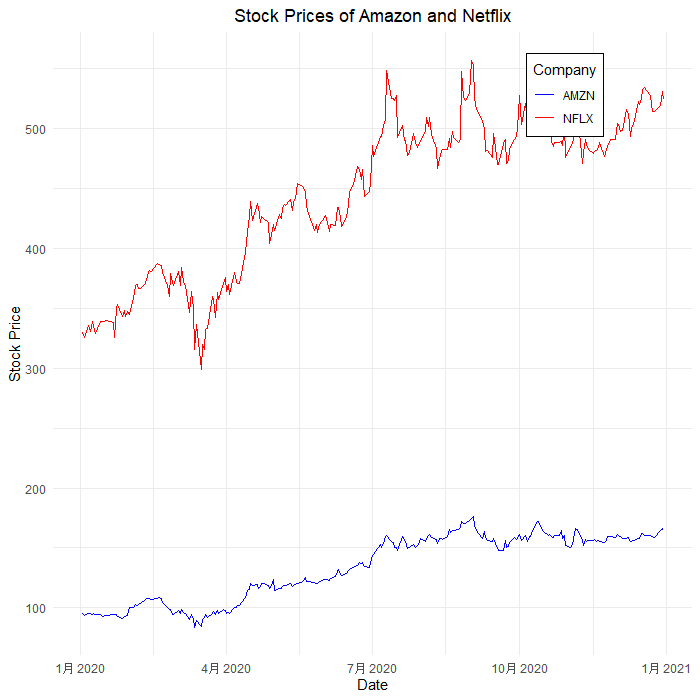 Stock Prices of Amazon and Netflix
Company
AMZN
NFLX
Stock Price
500
400
300
200
100
1月 2020
4月 2020
7月 2020
10月 2020
1月 2021
Date